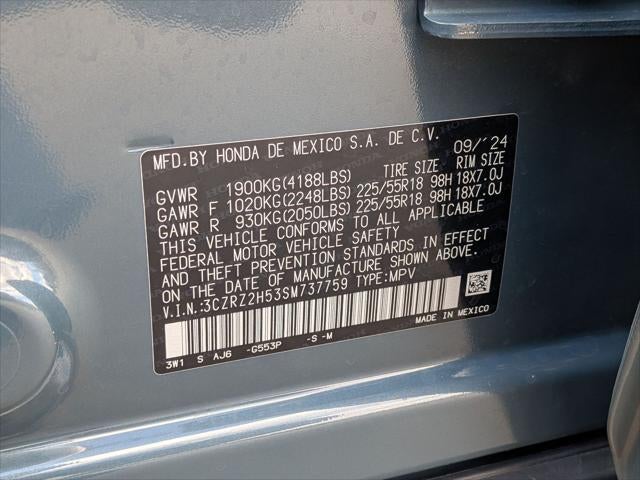 MFD.BY HONDA DE MEXICO S.A. DE C.V. 09/'24
TIRE SIZE RIM SIZE
GVWR 1900KG(4188LBS)
GAWR F 1020KG(2248LBS) 225/55R18 98H 18X7.0J
GAWR R 930KG(2050LBS) 225/55R18 98H 18X7.0J
THIS VEHICLE CONFORMS TO ALL APPLICABLE
FEDERAL MOTOR VEHICLE SAFETY
AND THEFT PREVENTION STANDARDS IN EFFECT
ON THE DATE OF MANUFACTURE SHOWN ABOVE.
V.I.N.:3CZRZ2H53SM737759 TYPE:MPV
3W1 S AJ6 -G553P -S -M MADE IN MEXICO